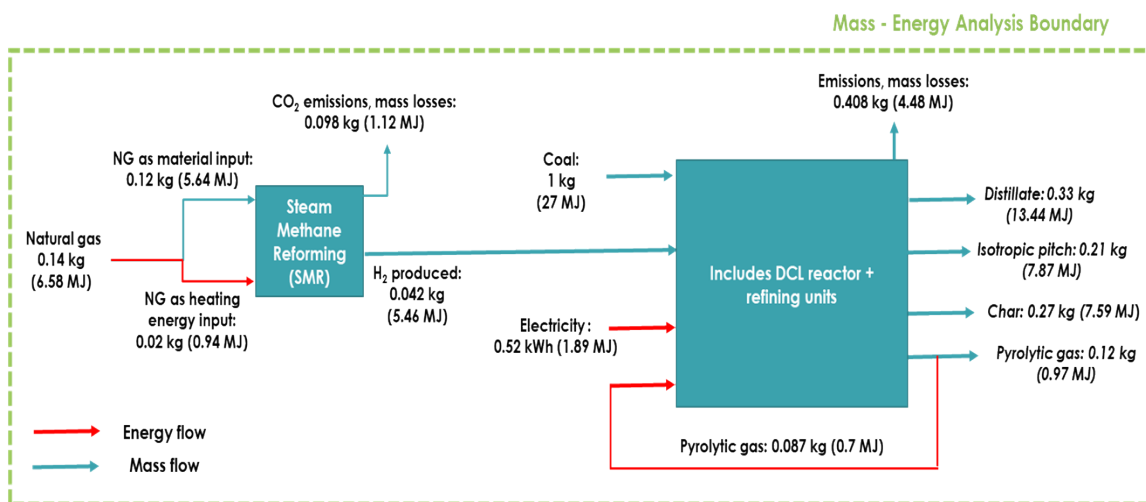 Mass - Energy Analysis Boundary
CO₂ emissions, mass losses:
0.098 kg (1.12 MJ)
Emissions, mass losses:
0.408 kg (4.48 MJ)
NG as material input:
0.12 kg (5.64 MJ)
Steam
Methane
Reforming
(SMR)
Natural gas
0.14 kg
(6.58 MJ)
NG as heating
energy input:
0.02 kg (0.94 MJ)
H₂ produced:
0.042 kg
(5.46 MJ)
Coal:
1 kg
(27 MJ)
Electricity :
0.52 kWh (1.89 MJ)
Includes DCL reactor +
refining units
Distillate: 0.33 kg
(13.44 MJ)
Isotropic pitch: 0.21 kg
(7.87 MJ)
Char: 0.27 kg (7.59 MJ)
Pyrolytic gas: 0.12 kg
(0.97 MJ)
Pyrolytic gas: 0.087 kg (0.7 MJ)
Energy flow
Mass flow